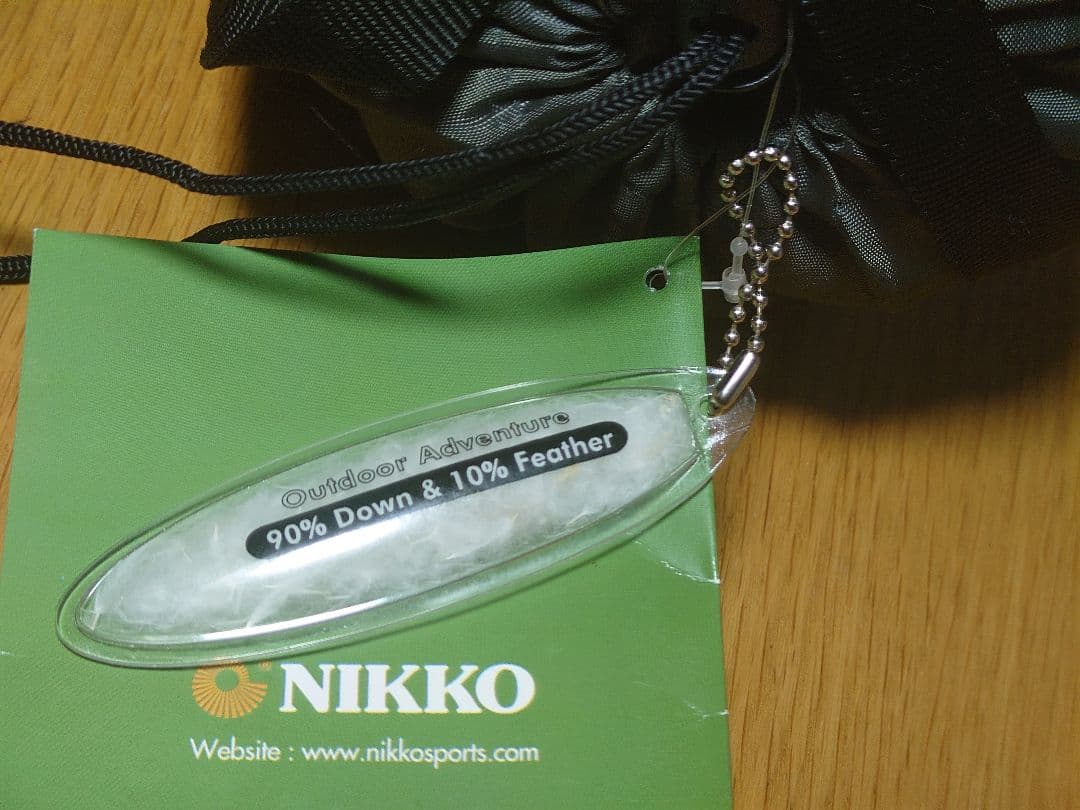 Outdoor Adventure
90% Down & 10% Feather
NIKKO
Website : www.nikkosports.com